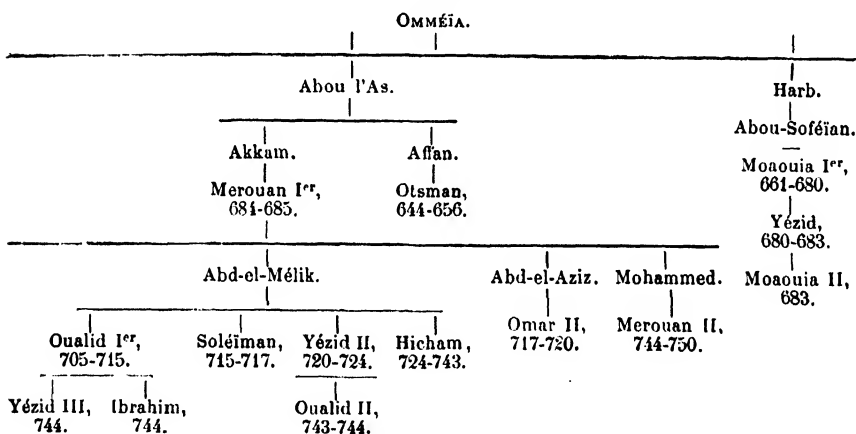 OMMÉÏA.
Abou l'As.
Harb.
Abou-Soféïan.
Akkam.
Affan.
Moaouia Ier,
661-680.
Merouan Ier,
684-685.
Otsman,
644-656.
Yézid,
680-683.
Abd-el-Mélik.
Abd-el-Aziz.
Mohammed.
Moaouia II,
683.
Oualid Ier,
705-715.
Soléïman,
715-717.
Yézid II,
720-724.
Hicham,
724-743.
Omar II,
717-720.
Merouan II,
744-750.
Yézid III,
744.
Ibrahim,
744.
Oualid II,
743-744.